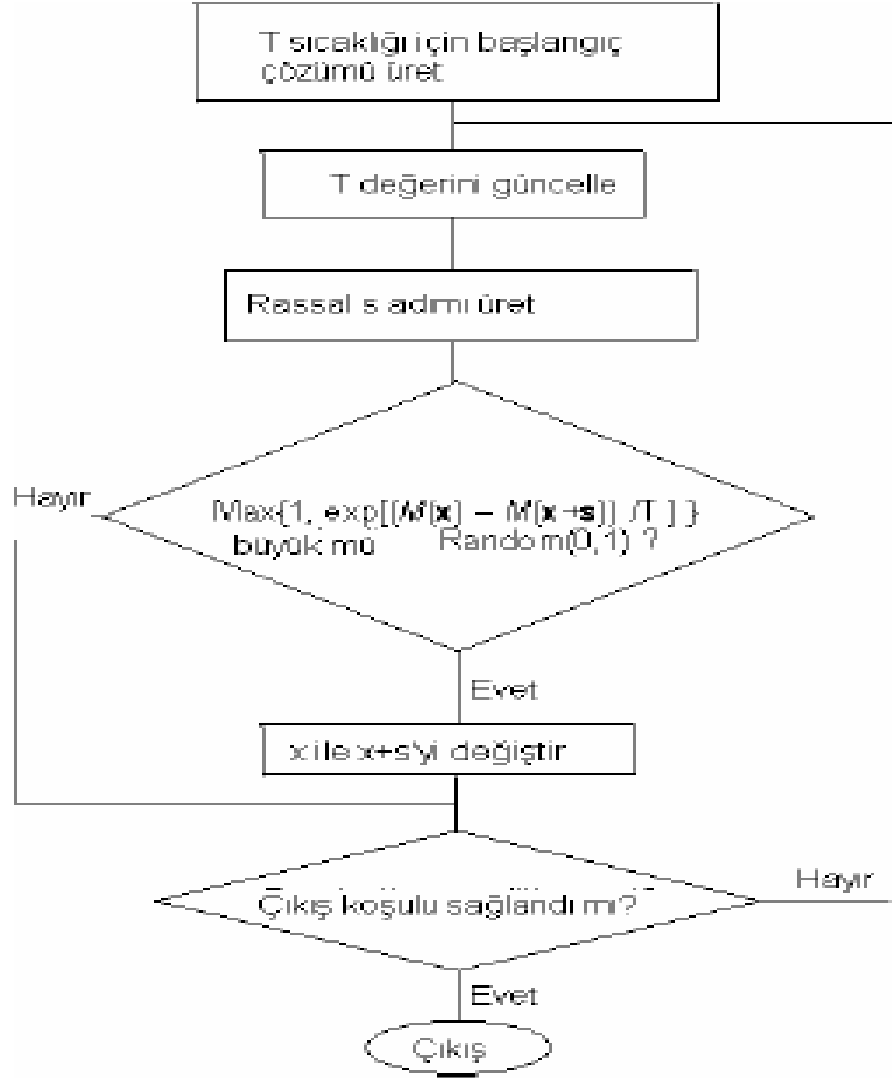 T sıcaklığı için başlangıç
çözümü üret
T değerini güncelle
Rassal s adımı üret
Hayır
Max{1, exp[(M(x) – M(x+s)) /T ] }
büyük mü Random(0,1) ?
Evet
x ile x+s'yi değiştir
Çıkış koşulu sağlandı mı?
Hayır
Evet
Çıkış